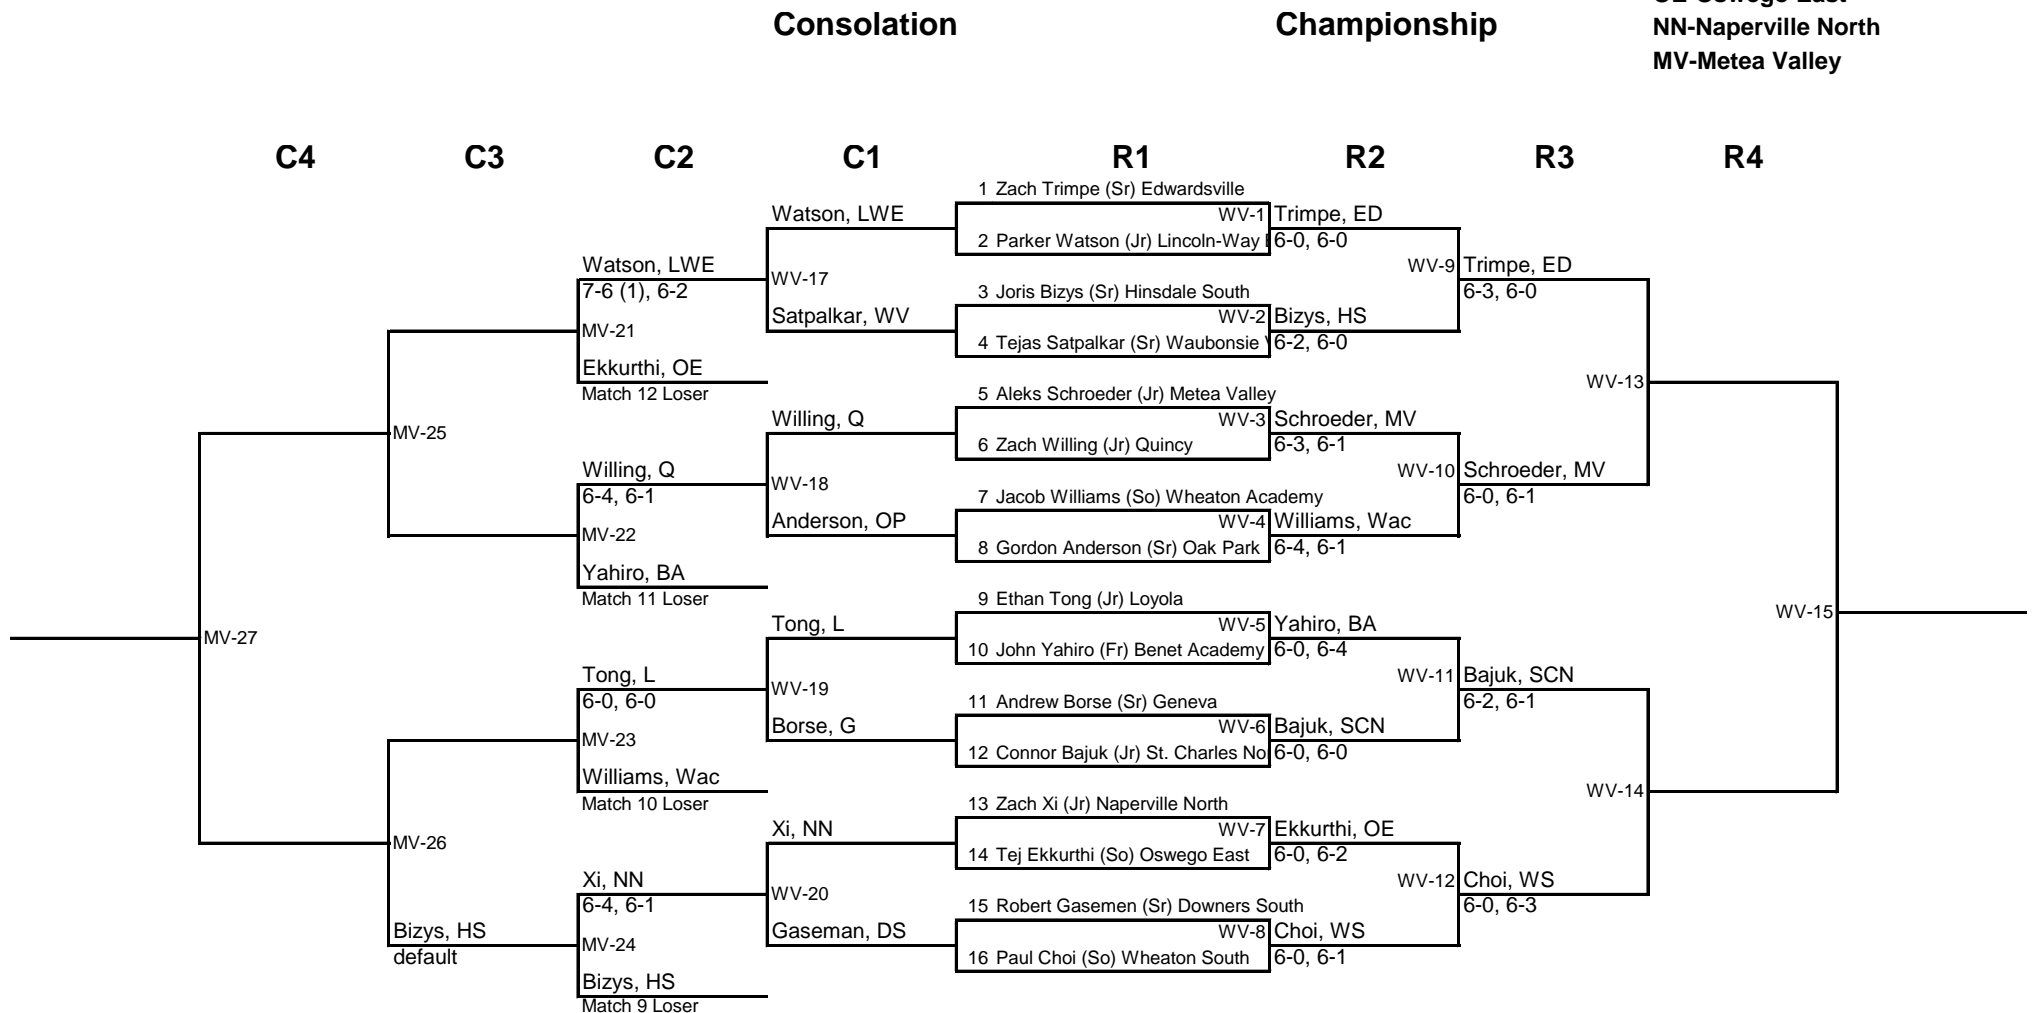 Consolation
Championship
NN-Naperville North
MV-Metea Valley
C4 C3 C2 C1 R1 R2 R3 R4
1 Zach Trimpe (Sr) Edwardsville
Watson, LWE
WV-1 Trimpe, ED
2 Parker Watson (Jr) Lincoln-Way
6-0, 6-0
Watson, LWE
7-6 (1), 6-2
WV-17
WV-9
Trimpe, ED
6-3, 6-0
3 Joris Bizys (Sr) Hinsdale South
Satpalkar, WV
WV-2 Bizys, HS
4 Tejas Satpalkar (Sr) Waubonsie
6-2, 6-0
MV-21
Ekkurthi, OE
Match 12 Loser
WV-13
5 Aleks Schroeder (Jr) Metea Valley
Willing, Q
WV-3 Schroeder, MV
6 Zach Willing (Jr) Quincy
6-3, 6-1
MV-25
Willing, Q
6-4, 6-1
WV-18
WV-10
Schroeder, MV
6-0, 6-1
7 Jacob Williams (So) Wheaton Academy
Anderson, OP
WV-4 Williams, Wac
8 Gordon Anderson (Sr) Oak Park
6-4, 6-1
MV-22
Yahiro, BA
Match 11 Loser
9 Ethan Tong (Jr) Loyola
WV-15
MV-27
Tong, L
WV-5 Yahiro, BA
10 John Yahiro (Fr) Benet Academy
6-0, 6-4
Tong, L
6-0, 6-0
WV-19
WV-11
Bajuk, SCN
6-2, 6-1
11 Andrew Borse (Sr) Geneva
Borse, G
WV-6 Bajuk, SCN
12 Connor Bajuk (Jr) St. Charles No
6-0, 6-0
MV-23
Williams, Wac
Match 10 Loser
WV-14
13 Zach Xi (Jr) Naperville North
Xi, NN
WV-7 Ekkurthi, OE
14 Tej Ekkurthi (So) Oswego East
6-0, 6-2
MV-26
Xi, NN
6-4, 6-1
WV-20
WV-12
Choi, WS
6-0, 6-3
15 Robert Gasemen (Sr) Downers South
Bizys, HS
default
Gaseman, DS
WV-8 Choi, WS
16 Paul Choi (So) Wheaton South
6-0, 6-1
MV-24
Bizys, HS
Match 9 Loser